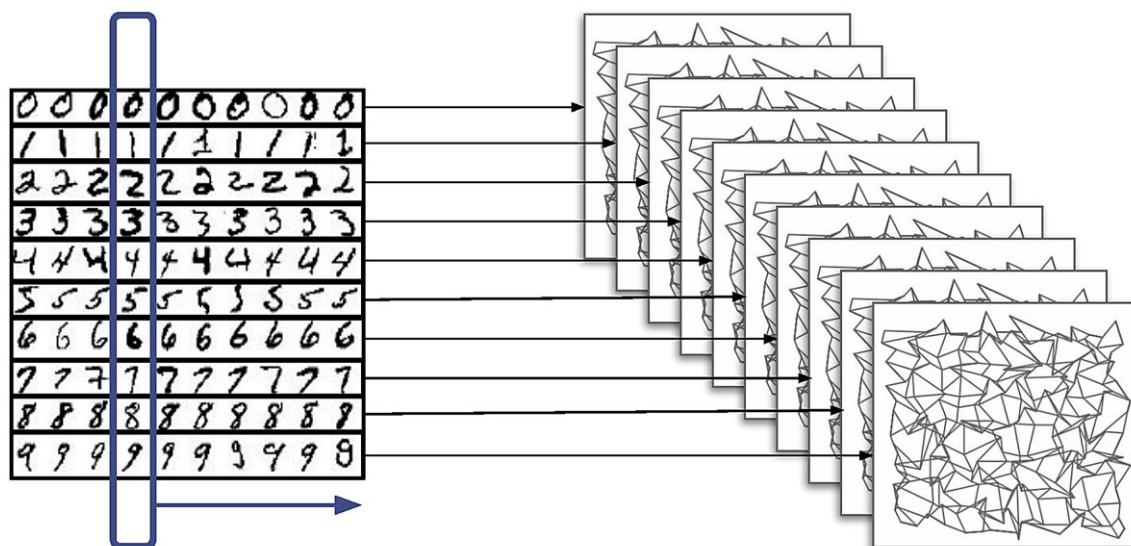 0 0 0 0 0 0 0 0 0 0
1 1 1 1 1 1 1 1 1 1
2 2 2 2 2 2 2 2 2 2
3 3 3 3 3 3 3 3 3 3
4 4 4 4 4 4 4 4 4 4
5 5 5 5 5 5 5 5 5 5
6 6 6 6 6 6 6 6 6 6
7 7 7 7 7 7 7 7 7 7
8 8 8 8 8 8 8 8 8 8
9 9 9 9 9 9 9 9 9 9